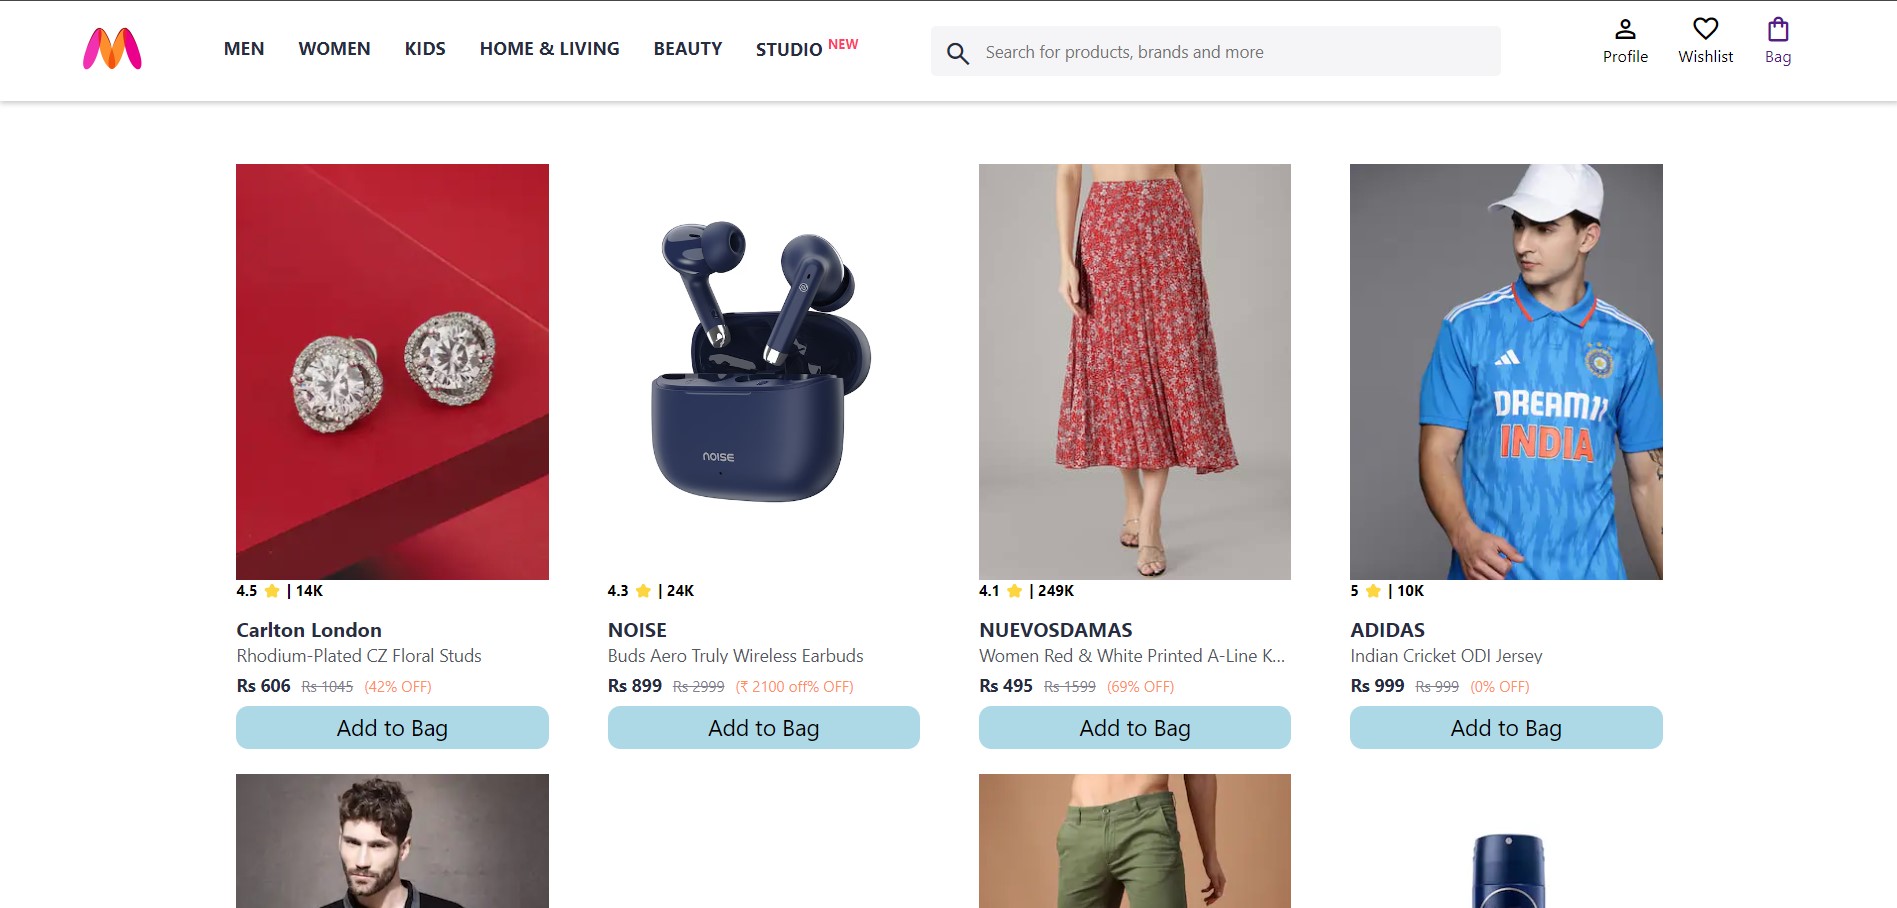 MEN WOMEN KIDS HOME & LIVING BEAUTY STUDIO NEW
Search for products, brands and more
Profile Wishlist Bag
NOISE
DREAM11
INDIA
4.5 ⭐ | 14K
Carlton London
Rhodium-Plated CZ Floral Studs
Rs 606 Rs 1045 (42% OFF)
Add to Bag
4.3 ⭐ | 24K
NOISE
Buds Aero Truly Wireless Earbuds
Rs 899 Rs 2999 (₹ 2100 off% OFF)
Add to Bag
4.1 ⭐ | 249K
NUEVOSDAMAS
Women Red & White Printed A-Line K...
Rs 495 Rs 1599 (69% OFF)
Add to Bag
5 ⭐ | 10K
ADIDAS
Indian Cricket ODI Jersey
Rs 999 Rs 999 (0% OFF)
Add to Bag